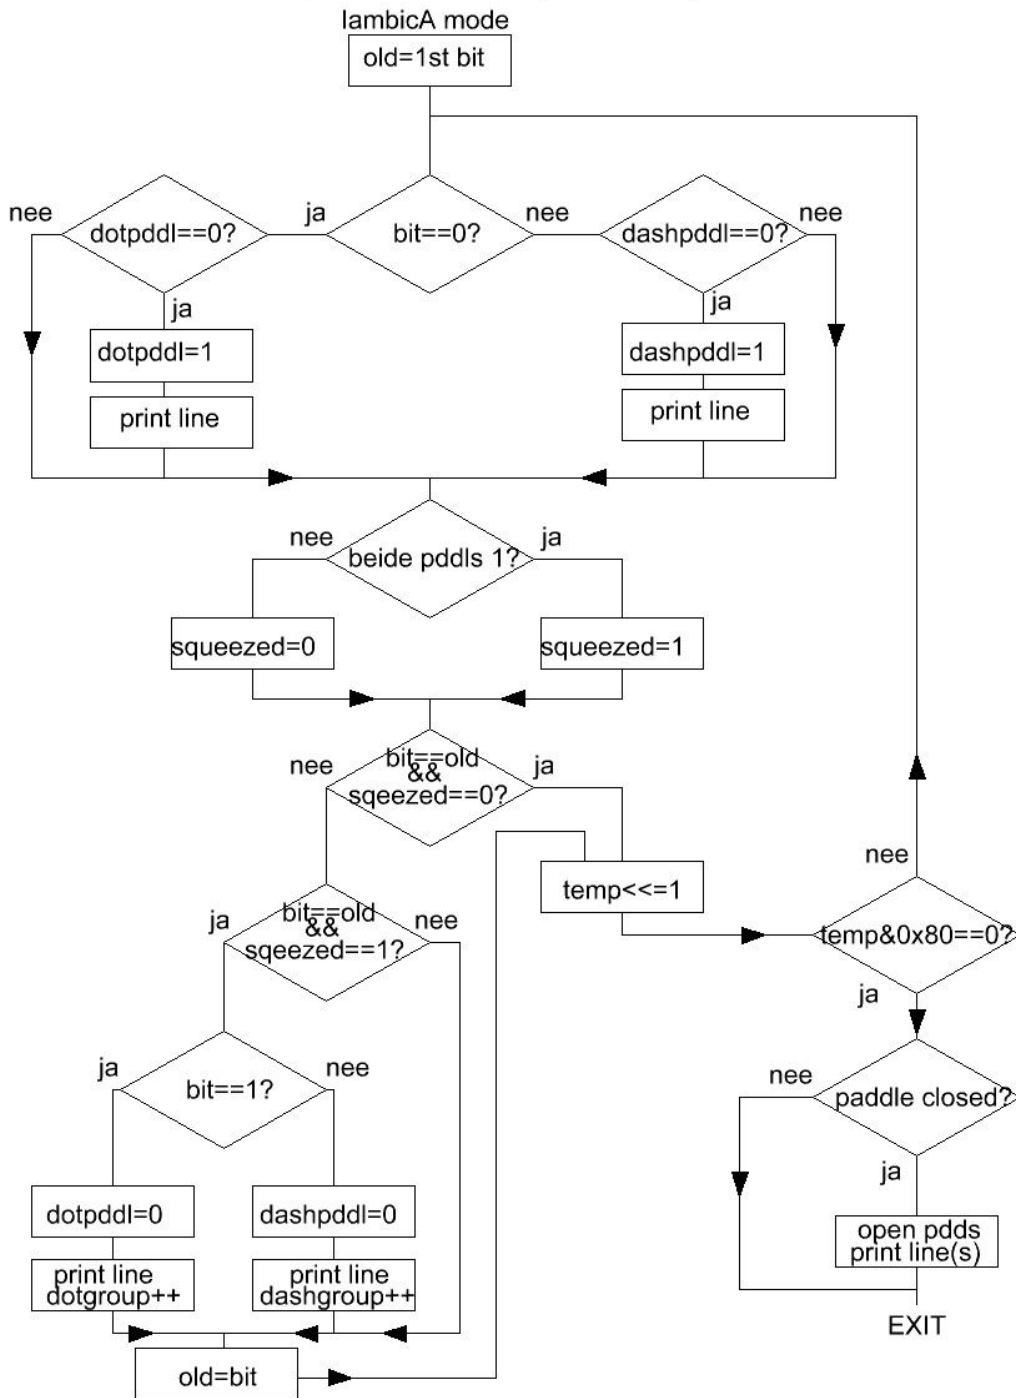 IambicA mode
old=1st bit
nee
dotpddl==0?
ja
bit==0?
nee
dashpddl==0?
nee
ja
dotpddl=1
print line
ja
dashpddl=1
print line
nee
beide pddls 1?
ja
squeezed=0
squeezed=1
nee
bit==old
&&
sqeezed==0?
ja
temp<<=1
nee
temp&0x80==0?
ja
ja
bit==old
&&
sqeezed==1?
nee
ja
bit==1?
nee
nee
paddle closed?
ja
dotpddl=0
dashpddl=0
open pdds
print line(s)
print line
dotgroup++
print line
dashgroup++
EXIT
old=bit